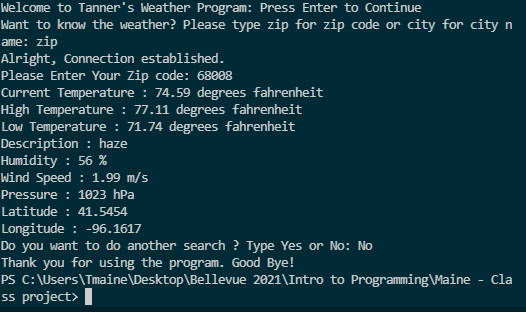 Welcome to Tanner's Weather Program: Press Enter to Continue
Want to know the weather? Please type zip for zip code or city for city n
ame: zip
Alright, Connection established.
Please Enter Your Zip code: 68008
Current Temperature : 74.59 degrees fahrenheit
High Temperature : 77.11 degrees fahrenheit
Low Temperature : 71.74 degrees fahrenheit
Description : haze
Humidity : 56 %
Wind Speed : 1.99 m/s
Pressure : 1023 hPa
Latitude : 41.5454
Longitude : -96.1617
Do you want to do another search ? Type Yes or No: No
Thank you for using the program. Good Bye!
PS C:\Users\Tmaine\Desktop\Bellevue 2021\Intro to Programming\Maine - Cla
ss project>